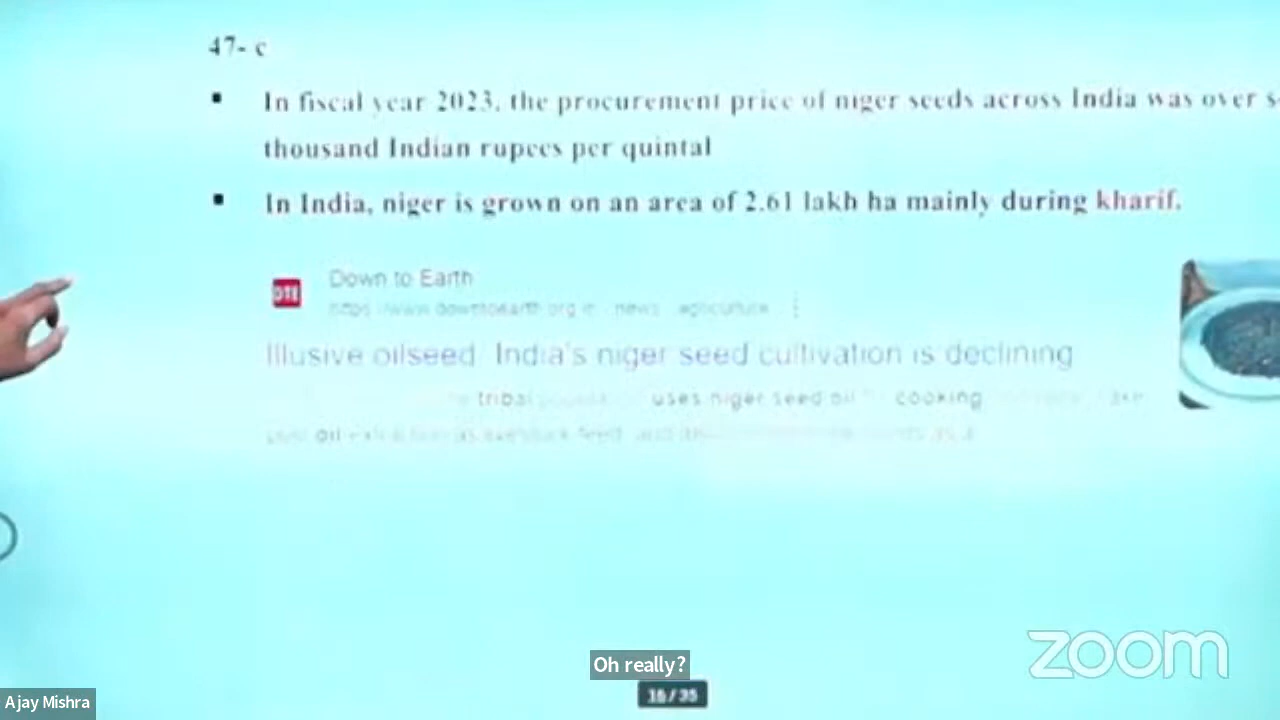 47- c
▪ In fiscal year 2023, the procurement price of niger seeds across India was over s
thousand Indian rupees per quintal
▪ In India, niger is grown on an area of 2.61 lakh ha mainly during kharif.
Down to Earth
Illusive oilseed India's niger seed cultivation is declining
tribal uses niger seed oil cooking
oil
zoom
Oh really?
16 / 35
Ajay Mishra